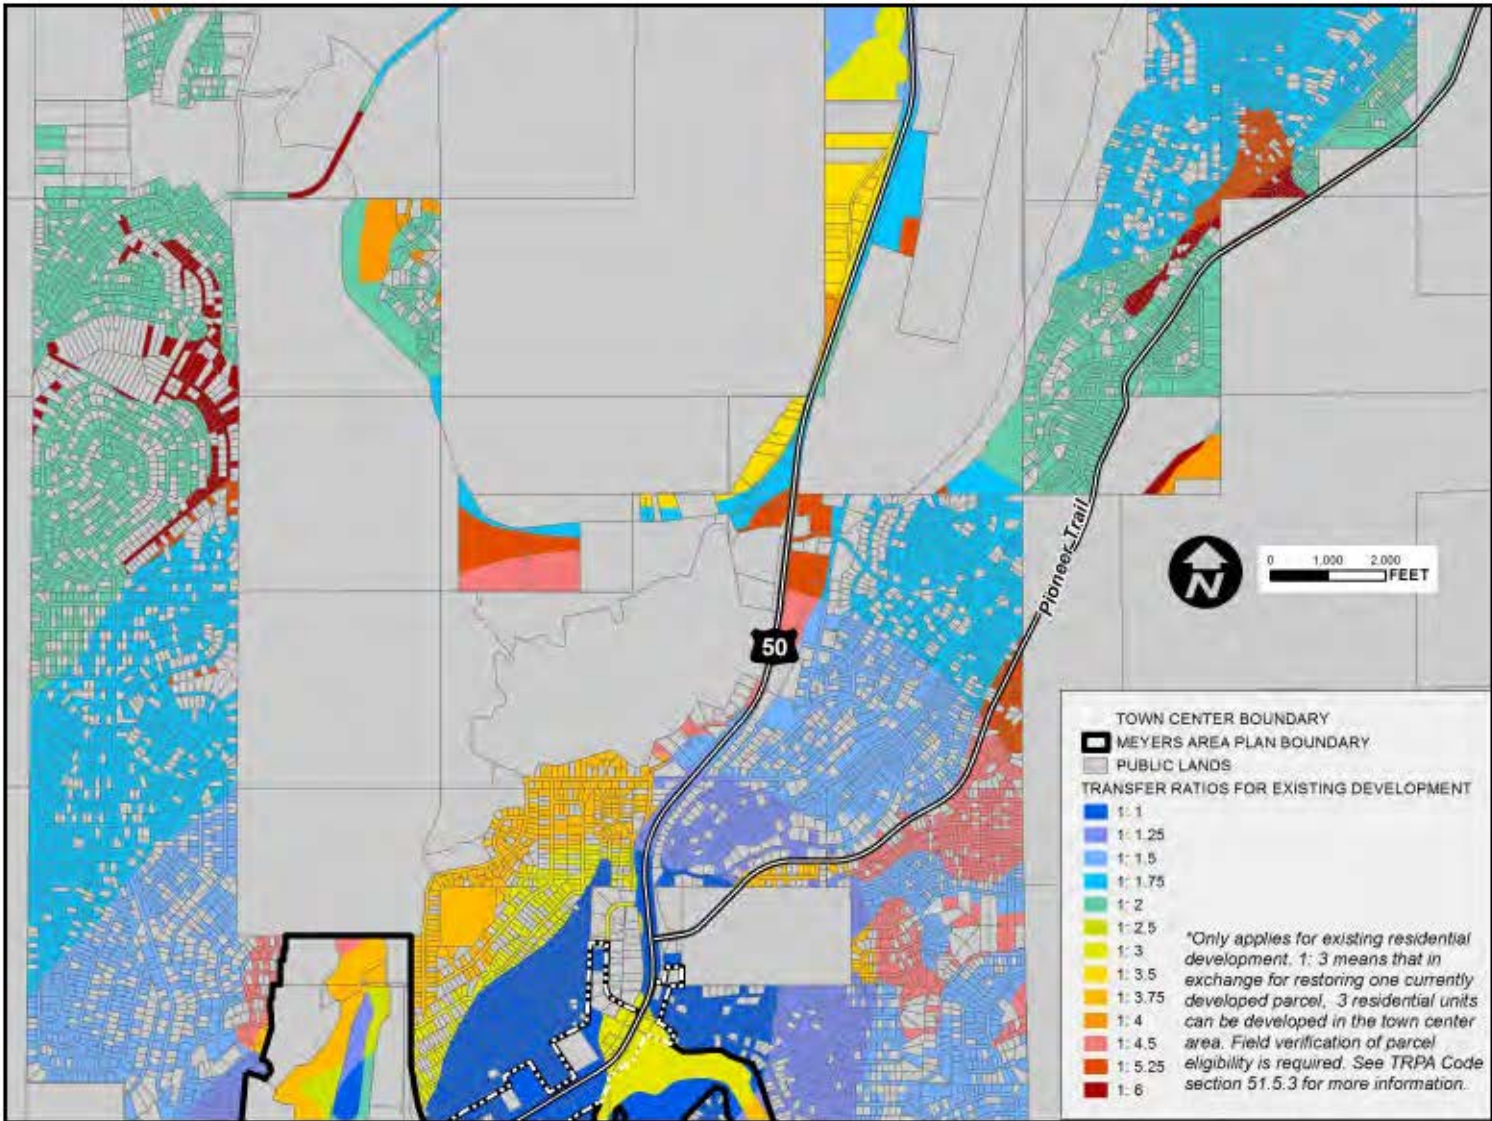 Pioneer Trail
50
N
0 1,000 2,000
FEET
TOWN CENTER BOUNDARY
MEYERS AREA PLAN BOUNDARY
PUBLIC LANDS
TRANSFER RATIOS FOR EXISTING DEVELOPMENT
1: 1
1: 1.25
1: 1.5
1: 1.75
1: 2
1: 2.5
1: 3
1: 3.5
1: 3.75
1: 4
1: 4.5
1: 5.25
1: 6
*Only applies for existing residential
development. 1: 3 means that in
exchange for restoring one currently
developed parcel, 3 residential units
can be developed in the town center
area. Field verification of parcel
eligibility is required. See TRPA Code
section 51.5.3 for more information.